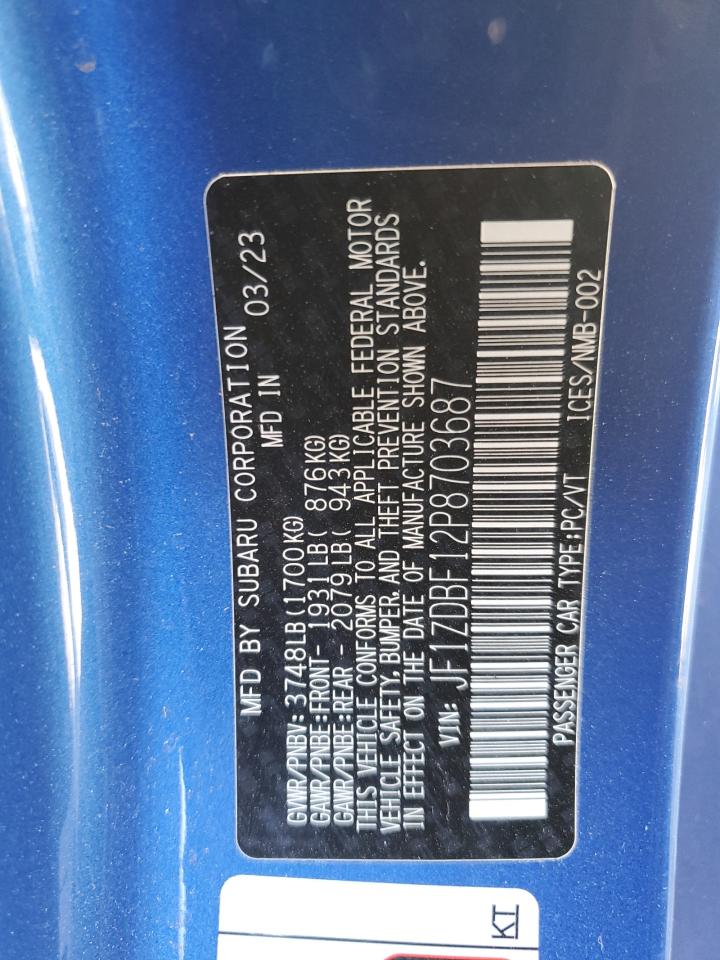 MFD BY SUBARU CORPORATION
MFD IN 03/23
GVWR/PNBV: 3748LB(1700KG)
GAWR/PNBE:FRONT- 1931LB( 876KG)
GAWR/PNBE:REAR - 2079LB( 943KG)
THIS VEHICLE CONFORMS TO ALL APPLICABLE FEDERAL MOTOR
VEHICLE SAFETY, BUMPER, AND THEFT PREVENTION STANDARDS
IN EFFECT ON THE DATE OF MANUFACTURE SHOWN ABOVE.
VIN: JF1ZDBF12P8703687
PASSENGER CAR TYPE:PC/VT ICES/NMB-002
KI